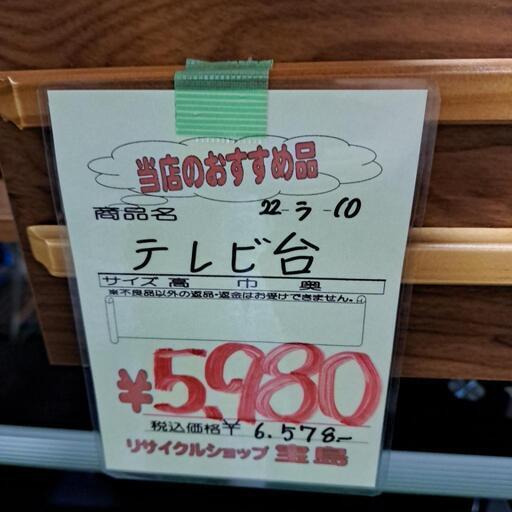 当店のおすすめ品
商品名 22-ラ-10
テレビ台
サイズ 高 巾 奥
※不良品以外の返品・返金はお受けできません。
¥5,980
税込価格¥ 6.578-
リサイクルショップ 宝島